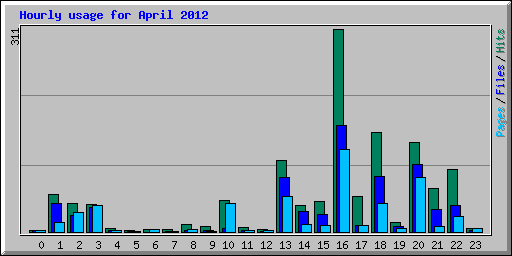 Hourly usage for April 2012
311
Pages / Files / Hits
0 1 2 3 4 5 6 7 8 9 10 11 12 13 14 15 16 17 18 19 20 21 22 23